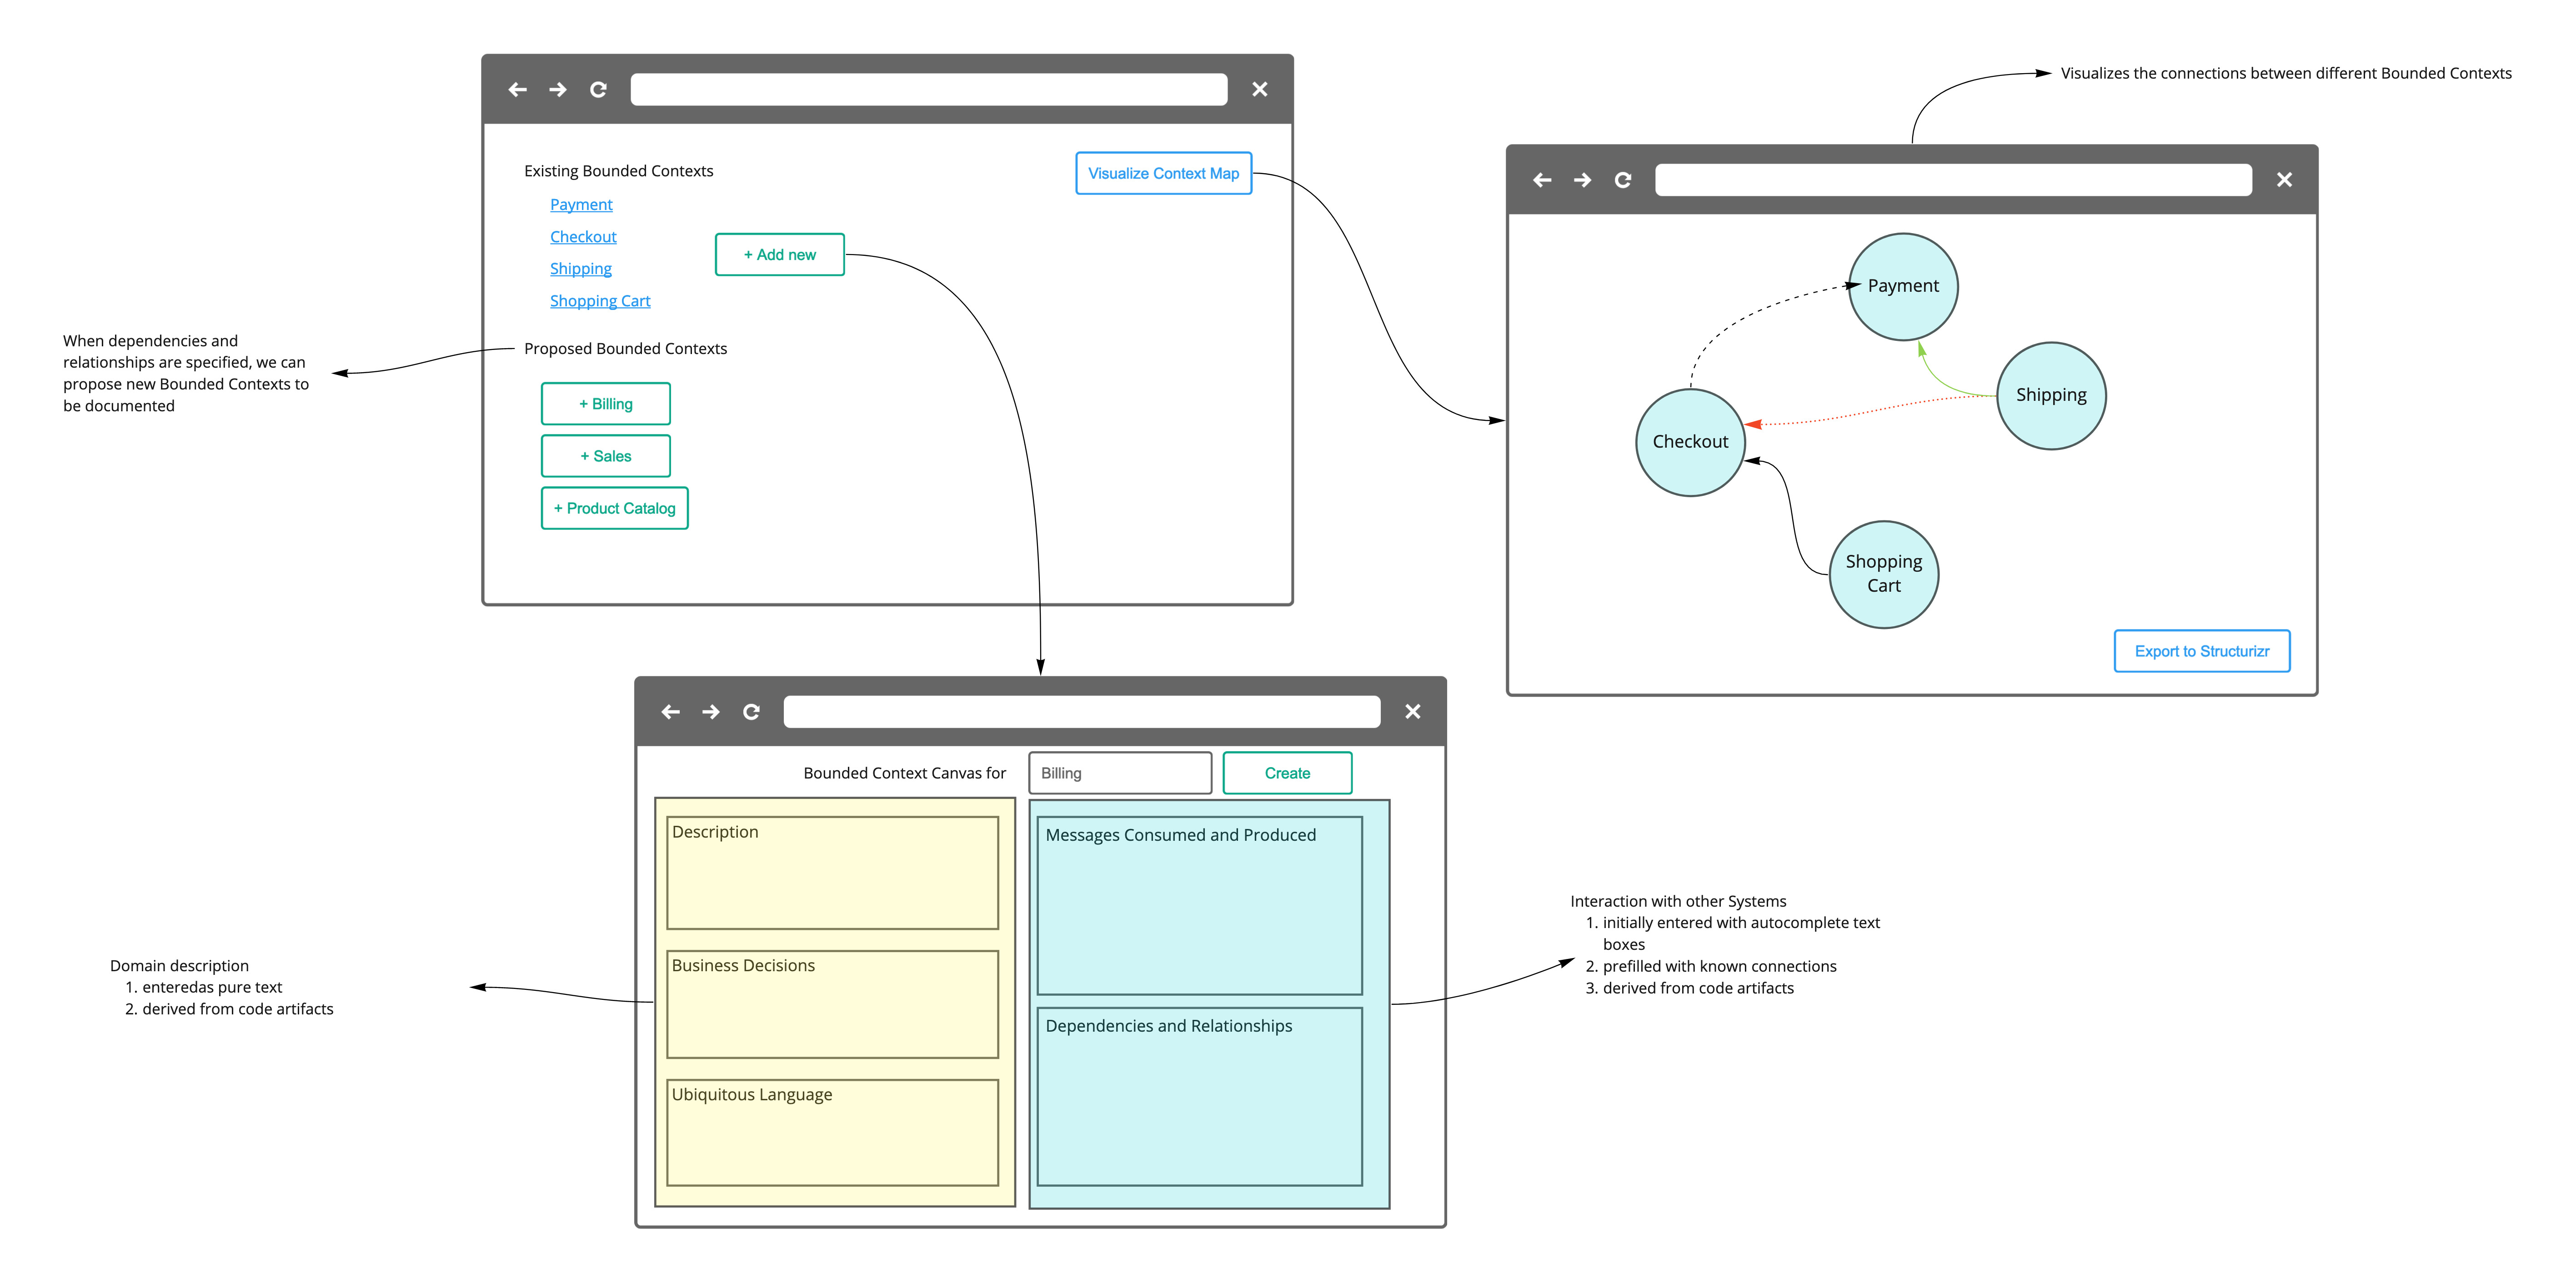 Visualizes the connections between different Bounded Contexts
Existing Bounded Contexts
Visualize Context Map
Payment
Checkout
Shipping
Shopping Cart
+ Add new
When dependencies and
relationships are specified, we can
propose new Bounded Contexts to
be documented
Proposed Bounded Contexts
+ Billing
+ Sales
+ Product Catalog
Payment
Shipping
Checkout
Shopping
Cart
Export to Structurizr
Bounded Context Canvas for
Billing
Create
Description
Business Decisions
Ubiquitous Language
Messages Consumed and Produced
Dependencies and Relationships
Domain description
1. enteredas pure text
2. derived from code artifacts
Interaction with other Systems
1. initially entered with autocomplete text
boxes
2. prefilled with known connections
3. derived from code artifacts